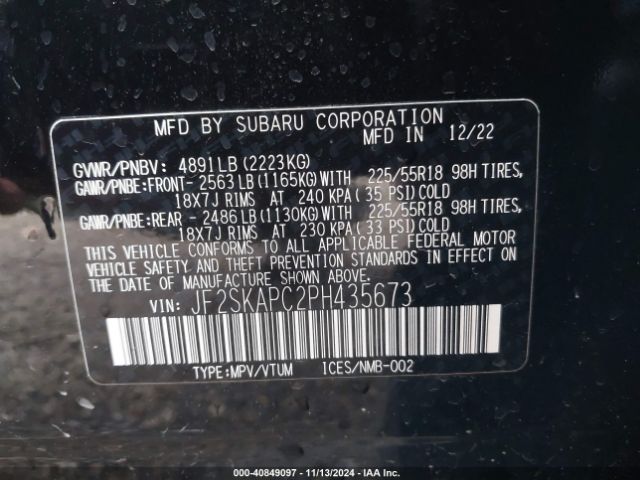 MFD BY SUBARU CORPORATION
MFD IN 12/22
GVWR/PNBV: 4891LB (2223KG)
GAWR/PNBE:FRONT- 2563 LB(1165KG)WITH 225/55R18 98H TIRES,
18X7J RIMS AT 240 KPA(35 PSI)COLD
GAWR/PNBE:REAR - 2486 LB(1130KG)WITH 225/55R18 98H TIRES,
18X7J RIMS AT 230 KPA(33 PSI)COLD
THIS VEHICLE CONFORMS TO ALL APPLICABLE FEDERAL MOTOR
VEHICLE SAFETY AND THEFT PREVENTION STANDARDS IN EFFECT ON
THE DATE OF MANUFACTURE SHOWN ABOVE.
VIN: JF2SKAPC2PH435673
TYPE:MPV/VTUM ICES/NMB-002
000-40849097 - 11/13/2024 - IAA Inc.